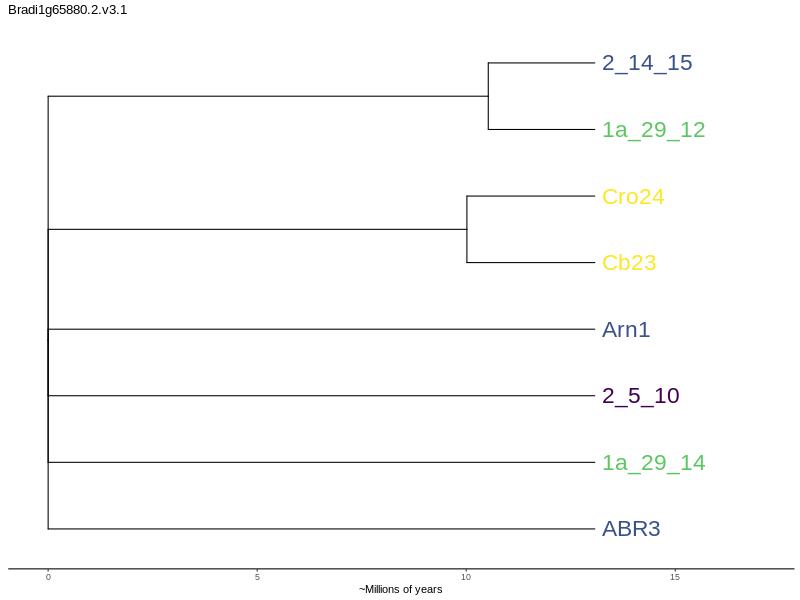 Bradi1g65880.2.v3.1
2_14_15
1a_29_12
Cro24
Cb23
Arn1
2_5_10
1a_29_14
ABR3
0 5 10 15
~Millions of years